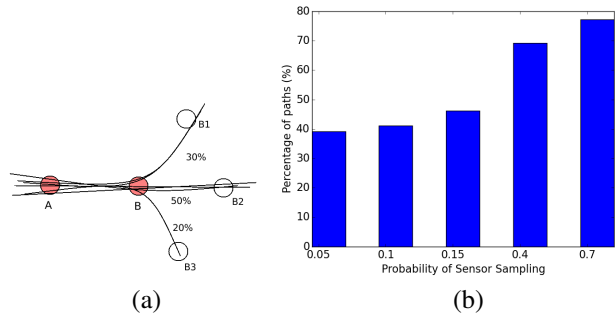 B1
30%
A
B
B2
50%
20%
B3
(a)
80
70
60
50
40
30
20
10
0
Percentage of paths (%)
0.05 0.1 0.15 0.4 0.7
Probability of Sensor Sampling
(b)